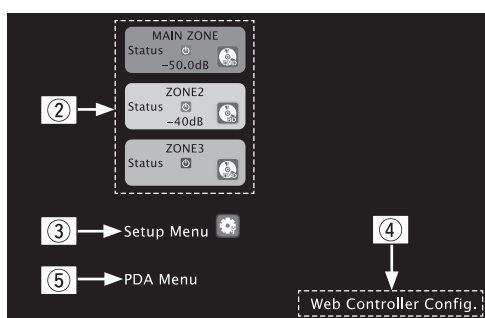 MAIN ZONE
Status
-50.0dB
ZONE2
② Status
-40dB
ZONE3
Status
③ Setup Menu
④
⑤ PDA Menu
Web Controller Config.